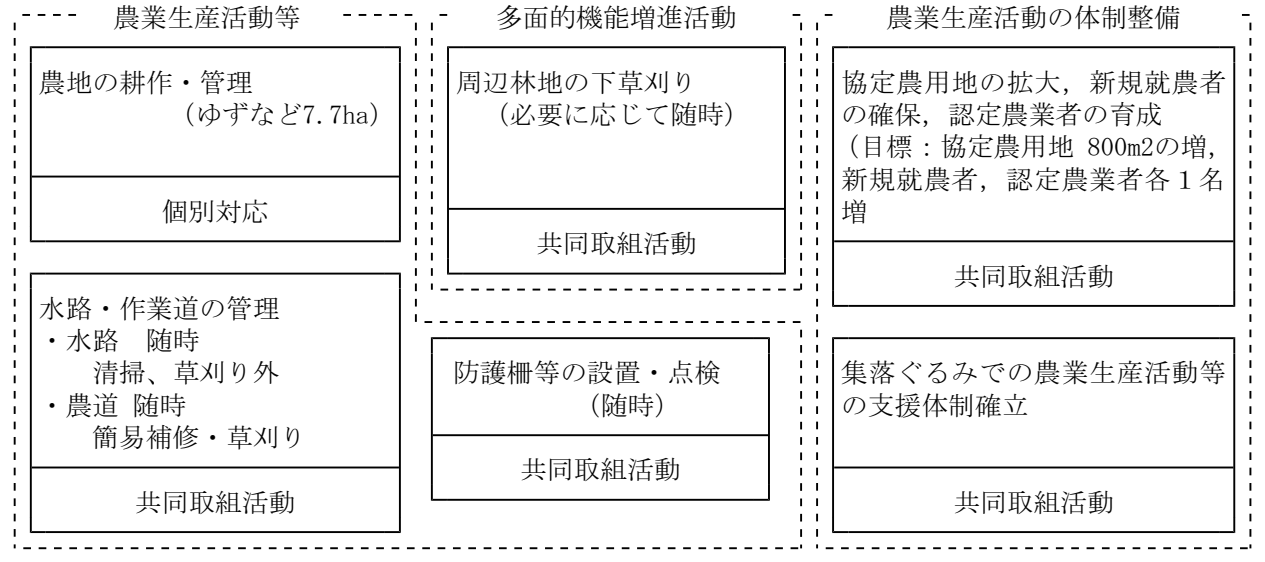 農業生産活動等
農地の耕作・管理
(ゆずなど7.7ha)
個別対応
水路・作業道の管理
・水路 随時
清掃、草刈り外
・農道 随時
簡易補修・草刈り
共同取組活動
多面的機能増進活動
周辺林地の下草刈り
(必要に応じて随時)
共同取組活動
防護柵等の設置・点検
(随時)
共同取組活動
農業生産活動の体制整備
協定農用地の拡大，新規就農者
の確保，認定農業者の育成
(目標：協定農用地 800m2の増，
新規就農者，認定農業者各１名
増
共同取組活動
集落ぐるみでの農業生産活動等
の支援体制確立
共同取組活動